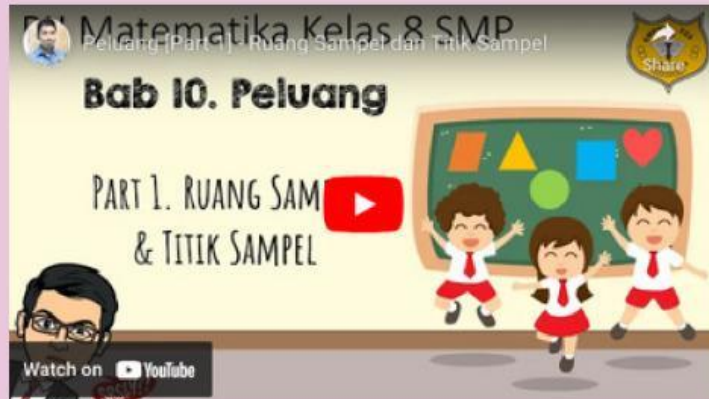 Matematika Kelas 8 SMP
Peluang [Part 1] - Ruang Sampel dan Titik Sampel
Share
Bab 10. Peluang
PART 1. RUANG SAM
& TITIK SAMPEL
Watch on YouTube